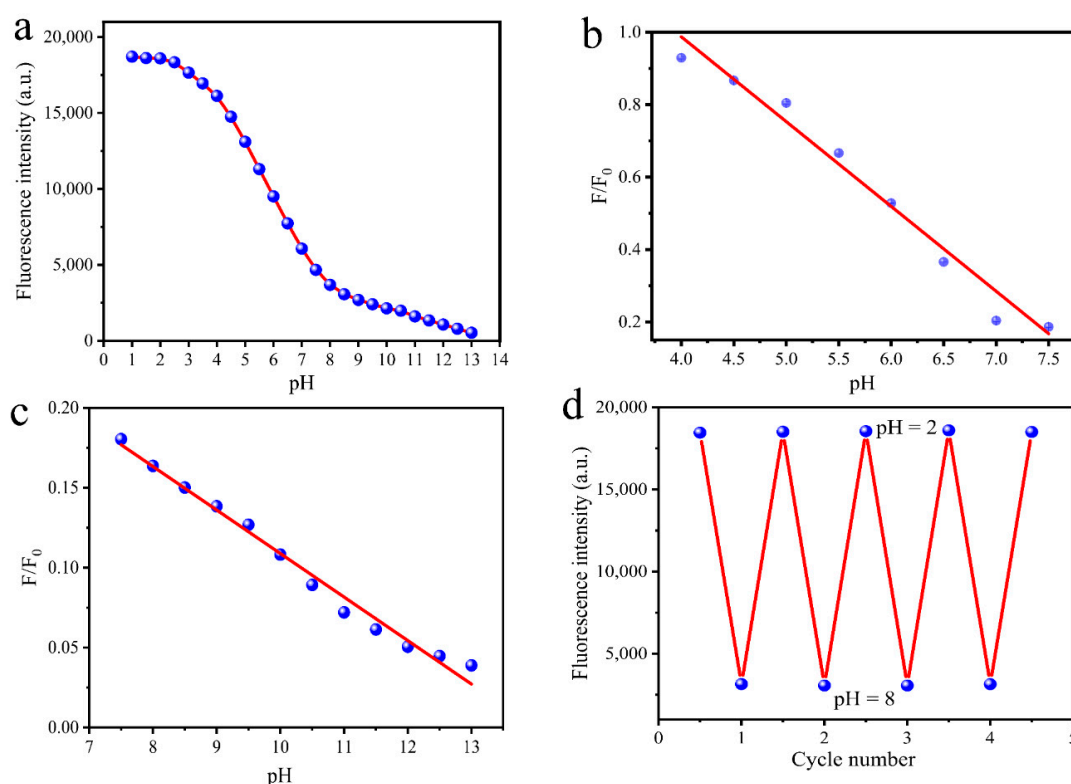 a
20,000
15,000
10,000
5,000
0
Fluorescence intensity (a.u.)
0 1 2 3 4 5 6 7 8 9 10 11 12 13 14
pH
b
1.0
0.8
0.6
0.4
0.2
F/F₀
4.0 4.5 5.0 5.5 6.0 6.5 7.0 7.5
pH
c
0.20
0.15
0.10
0.05
0.00
F/F₀
7 8 9 10 11 12 13
pH
d
20,000
15,000
10,000
5,000
Fluorescence intensity (a.u.)
pH = 2
pH = 8
0 1 2 3 4 5
Cycle number